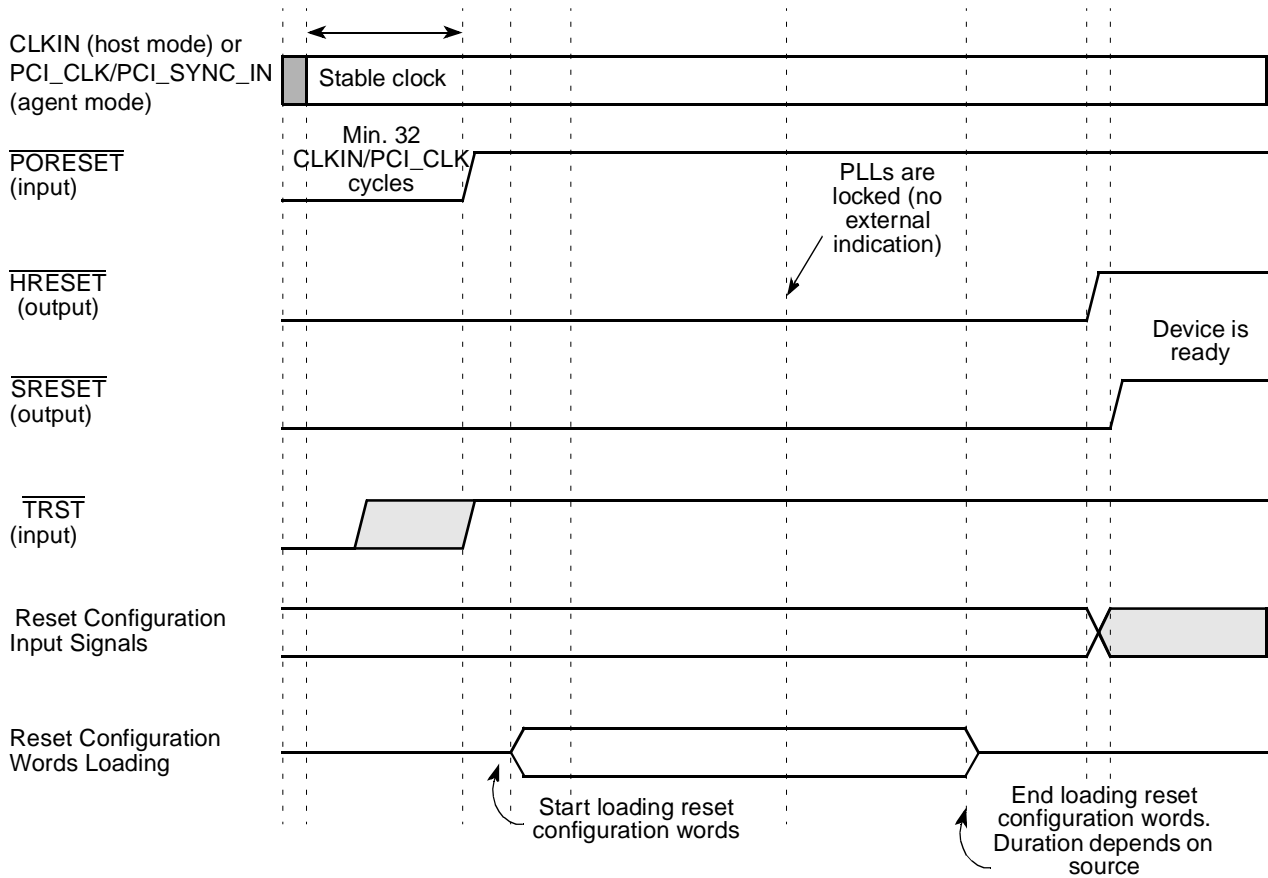 CLKIN (host mode) or
PCI_CLK/PCI_SYNC_IN
(agent mode)
Stable clock
PORESET
(input)
Min. 32
CLKIN/PCI_CLK
cycles
PLLs are
locked (no
external
indication)
HRESET
(output)
Device is
ready
SRESET
(output)
TRST
(input)
Reset Configuration
Input Signals
Reset Configuration
Words Loading
Start loading reset
configuration words
End loading reset
configuration words.
Duration depends on
source